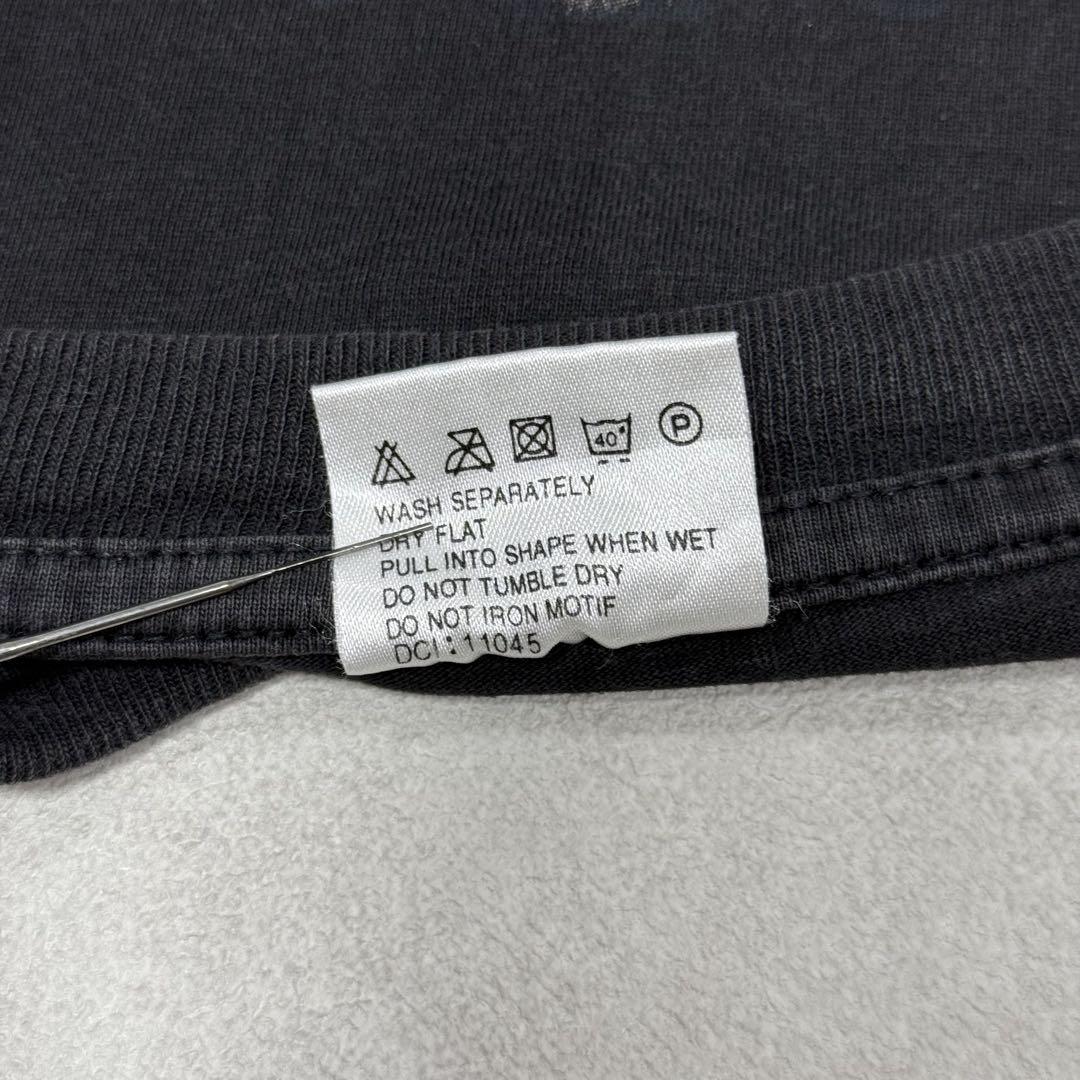 40° P
WASH SEPARATELY
DRY FLAT
PULL INTO SHAPE WHEN WET
DO NOT TUMBLE DRY
DO NOT IRON MOTIF
DCI:11045